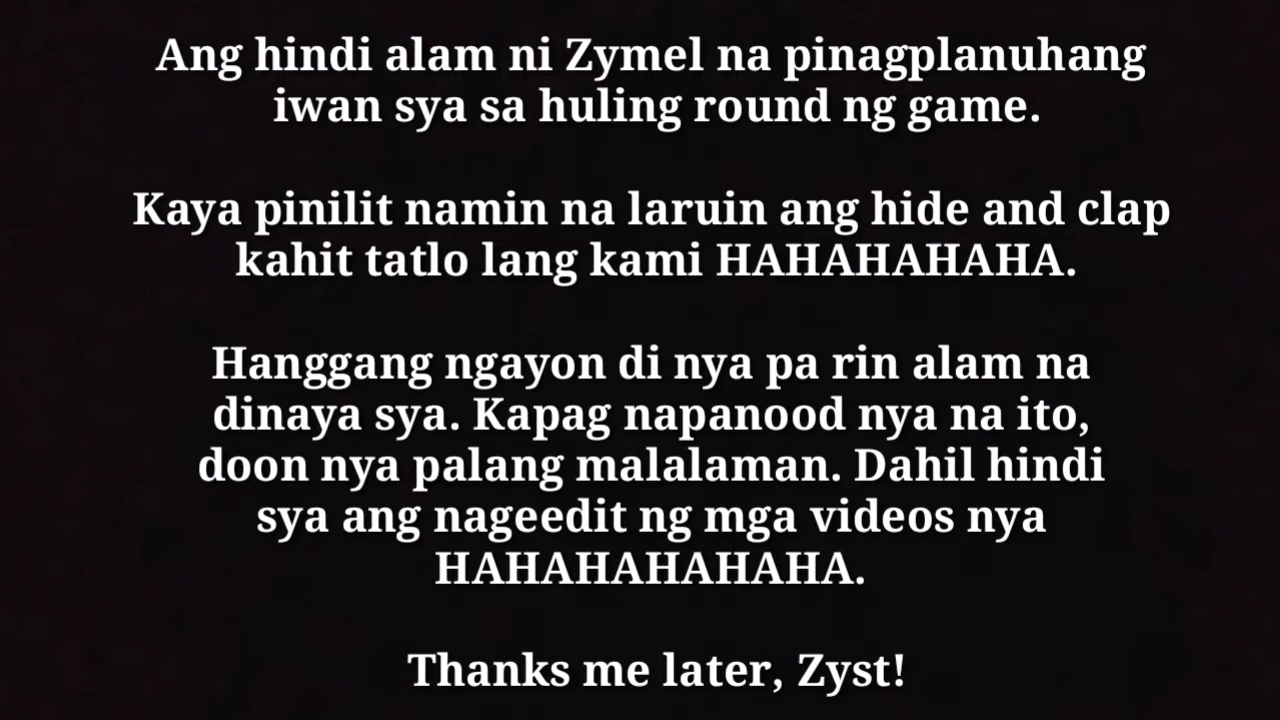 Ang hindi alam ni Zymel na pinagplanuhang
iwan sya sa huling round ng game.
Kaya pinilit namin na laruin ang hide and clap
kahit tatlo lang kami HAHAHAHAHA.
Hanggang ngayon di nya pa rin alam na
dinaya sya. Kapag napanood nya na ito,
doon nya palang malalaman. Dahil hindi
sya ang nageedit ng mga videos nya
HAHAHAHAHAHA.
Thanks me later, Zyst!